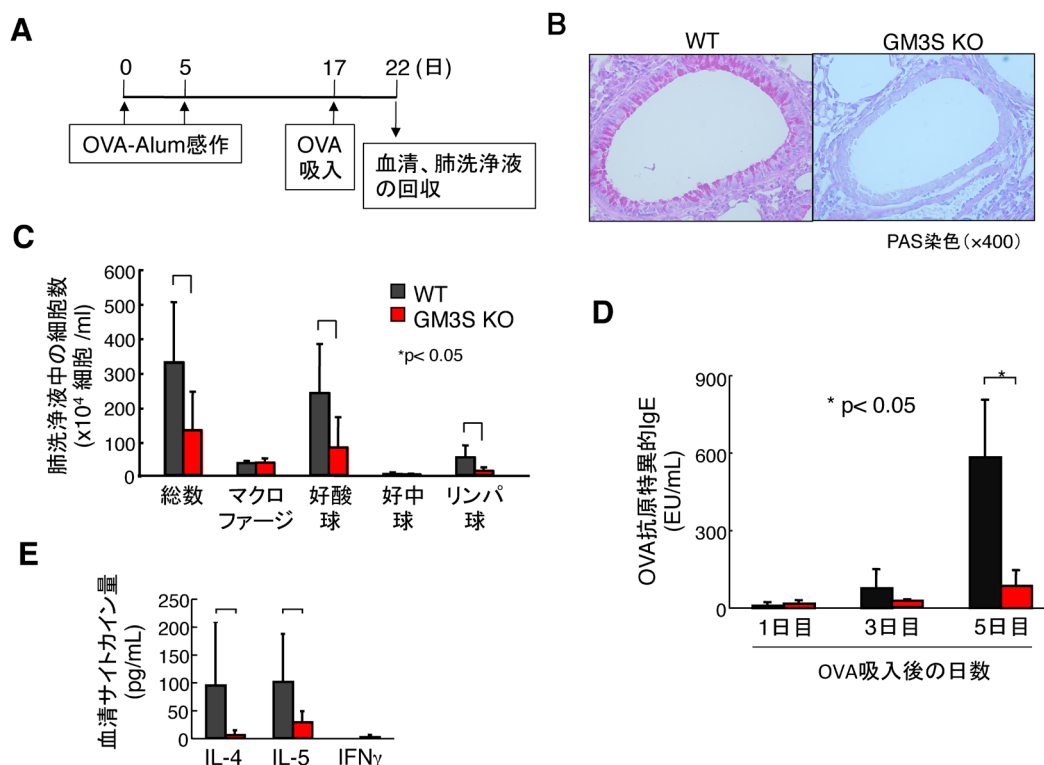 A
0 5 17 22 (日)
OVA-Alum感作
OVA
吸入
血清、肺洗浄液
の回収
B
WT GM3S KO
PAS染色(×400)
C
肺洗浄液中の細胞数
(x10⁴ 細胞 /ml)
600
500
400
300
200
100
0
WT
GM3S KO
*p< 0.05
総数
マクロ
ファージ
好酸
球
好中
球
リンパ
球
D
OVA抗原特異的IgE
(EU/mL)
900
600
300
0
* p< 0.05
*
1日目 3日目 5日目
OVA吸入後の日数
E
血清サイトカイン量
(pg/mL)
250
200
150
100
50
0
IL-4 IL-5 IFNγ